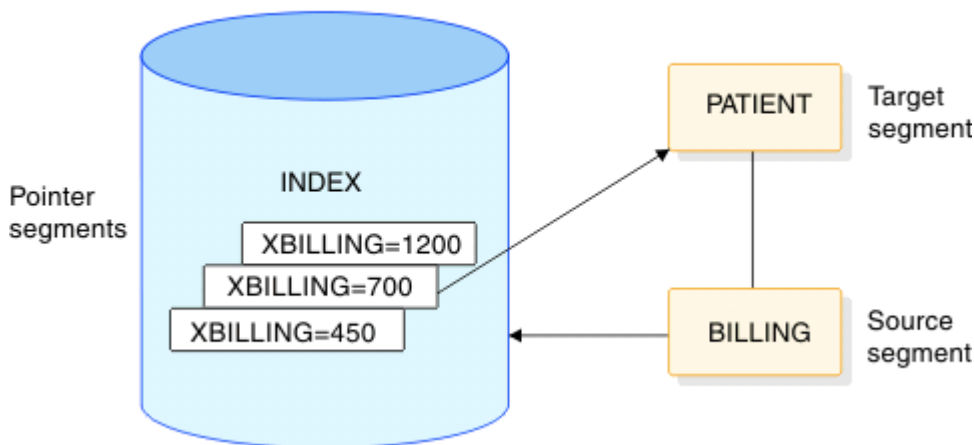 PATIENT
Target
segment
INDEX
Pointer
segments
XBILLING=1200
XBILLING=700
XBILLING=450
BILLING
Source
segment